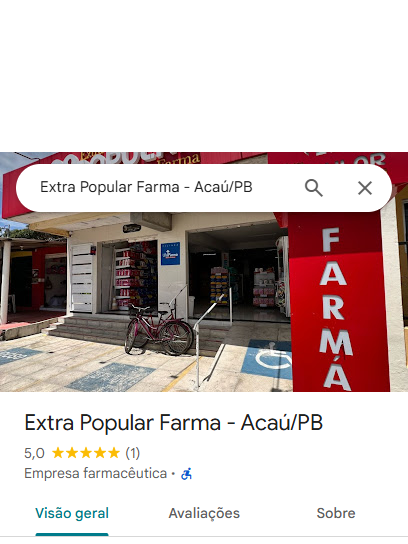 Extra Popular Farma - Acaú/PB
FARMÁ
Extra Popular Farma - Acaú/PB
5,0 (1)
Empresa farmacêutica •
Visão geral Avaliações Sobre